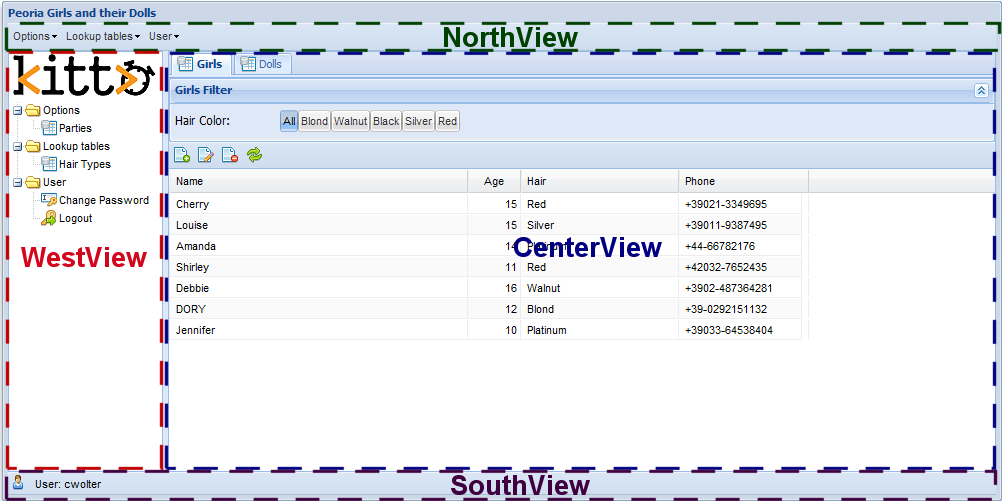 Peoria Girls and their Dolls
Options Lookup tables User
NorthView
kitto
Options
Parties
Lookup tables
Hair Types
User
Change Password
Logout
WestView
Girls Dolls
Girls Filter
Hair Color: All Blond Walnut Black Silver Red
Name Age Hair Phone
Cherry 15 Red +39021-3349695
Louise 15 Silver +39011-9387495
Amanda 14 Platinum +44-66782176
CenterView
Shirley 11 Red +42032-7652435
Debbie 16 Walnut +3902-487364281
DORY 12 Blond +39-0292151132
Jennifer 10 Platinum +39033-64538404
User: cwolter
SouthView